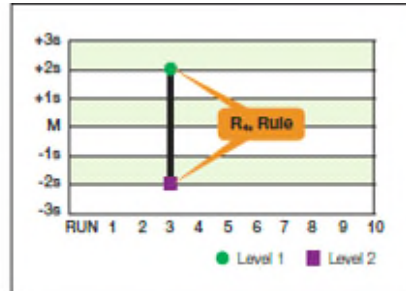 +3s
+2s
+1s
M
-1s
-2s
-3s
R4s Rule
RUN 1 2 3 4 5 6 7 8 9 10
Level 1 Level 2